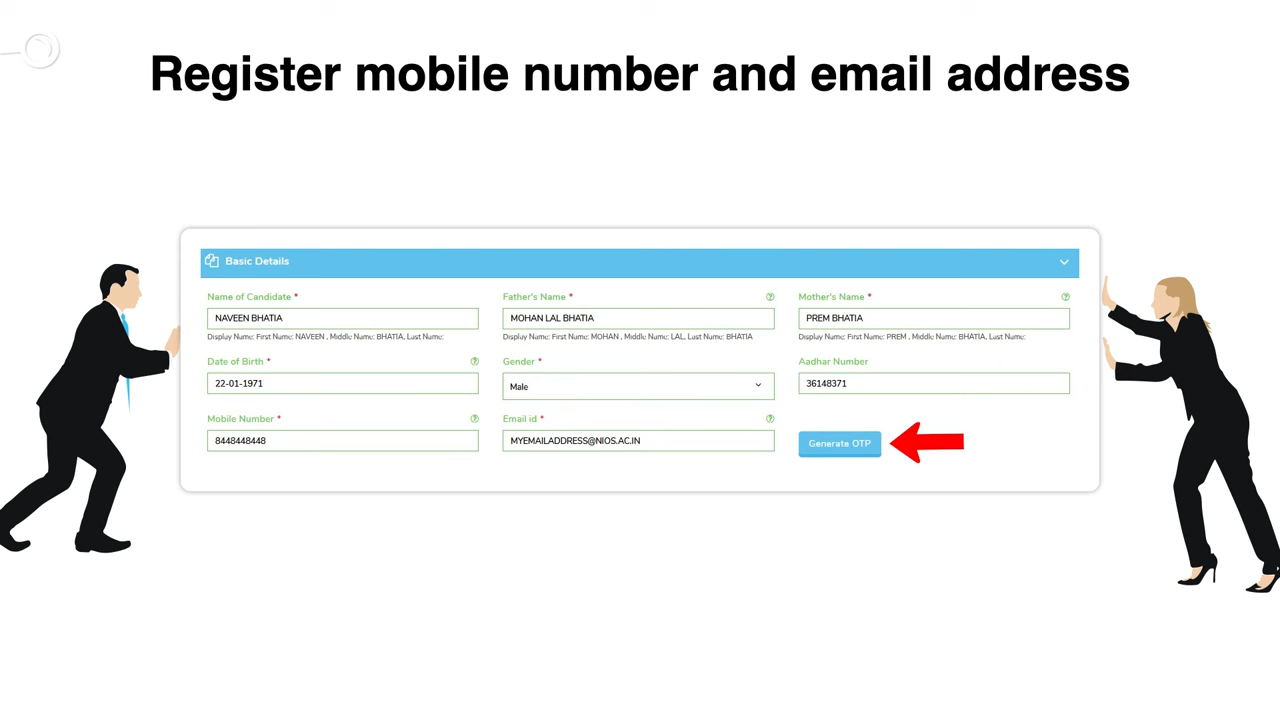 Register mobile number and email address
Basic Details
Name of Candidate * Father's Name * Mother's Name *
NAVEEN BHATIA MOHAN LAL BHATIA PREM BHATIA
Display Name: First Name: NAVEEN , Middle Name: BHATIA, Last Name: Display Name: First Name: MOHAN , Middle Name: LAL, Last Name: BHATIA Display Name: First Name: PREM , Middle Name: BHATIA, Last Name:
Date of Birth * Gender * Aadhar Number
22-01-1971 Male 36148371
Mobile Number * Email id *
8448448448 MYEMAILADDRESS@NIOS.AC.IN Generate OTP